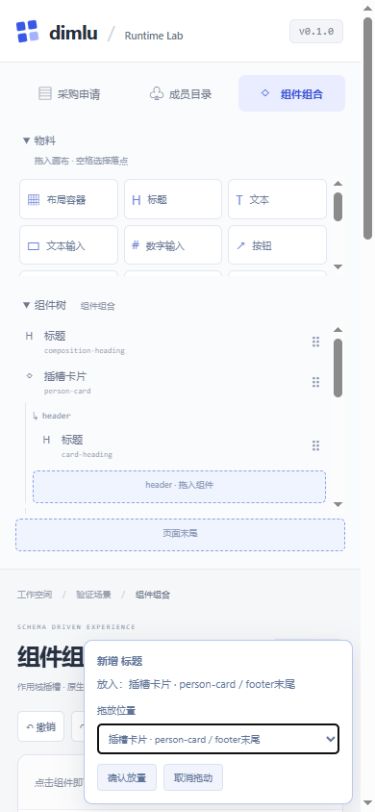 dimlu / Runtime Lab
v0.1.0
采购申请
成员目录
组件组合
▼ 物料
拖入画布 · 空格选择落点
布局容器
H 标题
T 文本
文本输入
# 数字输入
↗ 按钮
▼ 组件树 组件组合
H 标题
composition-heading
插槽卡片
person-card
↳ header
H 标题
card-heading
header · 拖入组件
页面末尾
工作空间 / 验证场景 / 组件组合
SCHEMA DRIVEN EXPERIENCE
组件组
作用域插槽 · 原生
↶ 撤销
点击组件即
新增 标题
放入：插槽卡片 · person-card / footer末尾
拖放位置
插槽卡片 · person-card / footer末尾
确认放置
取消拖动